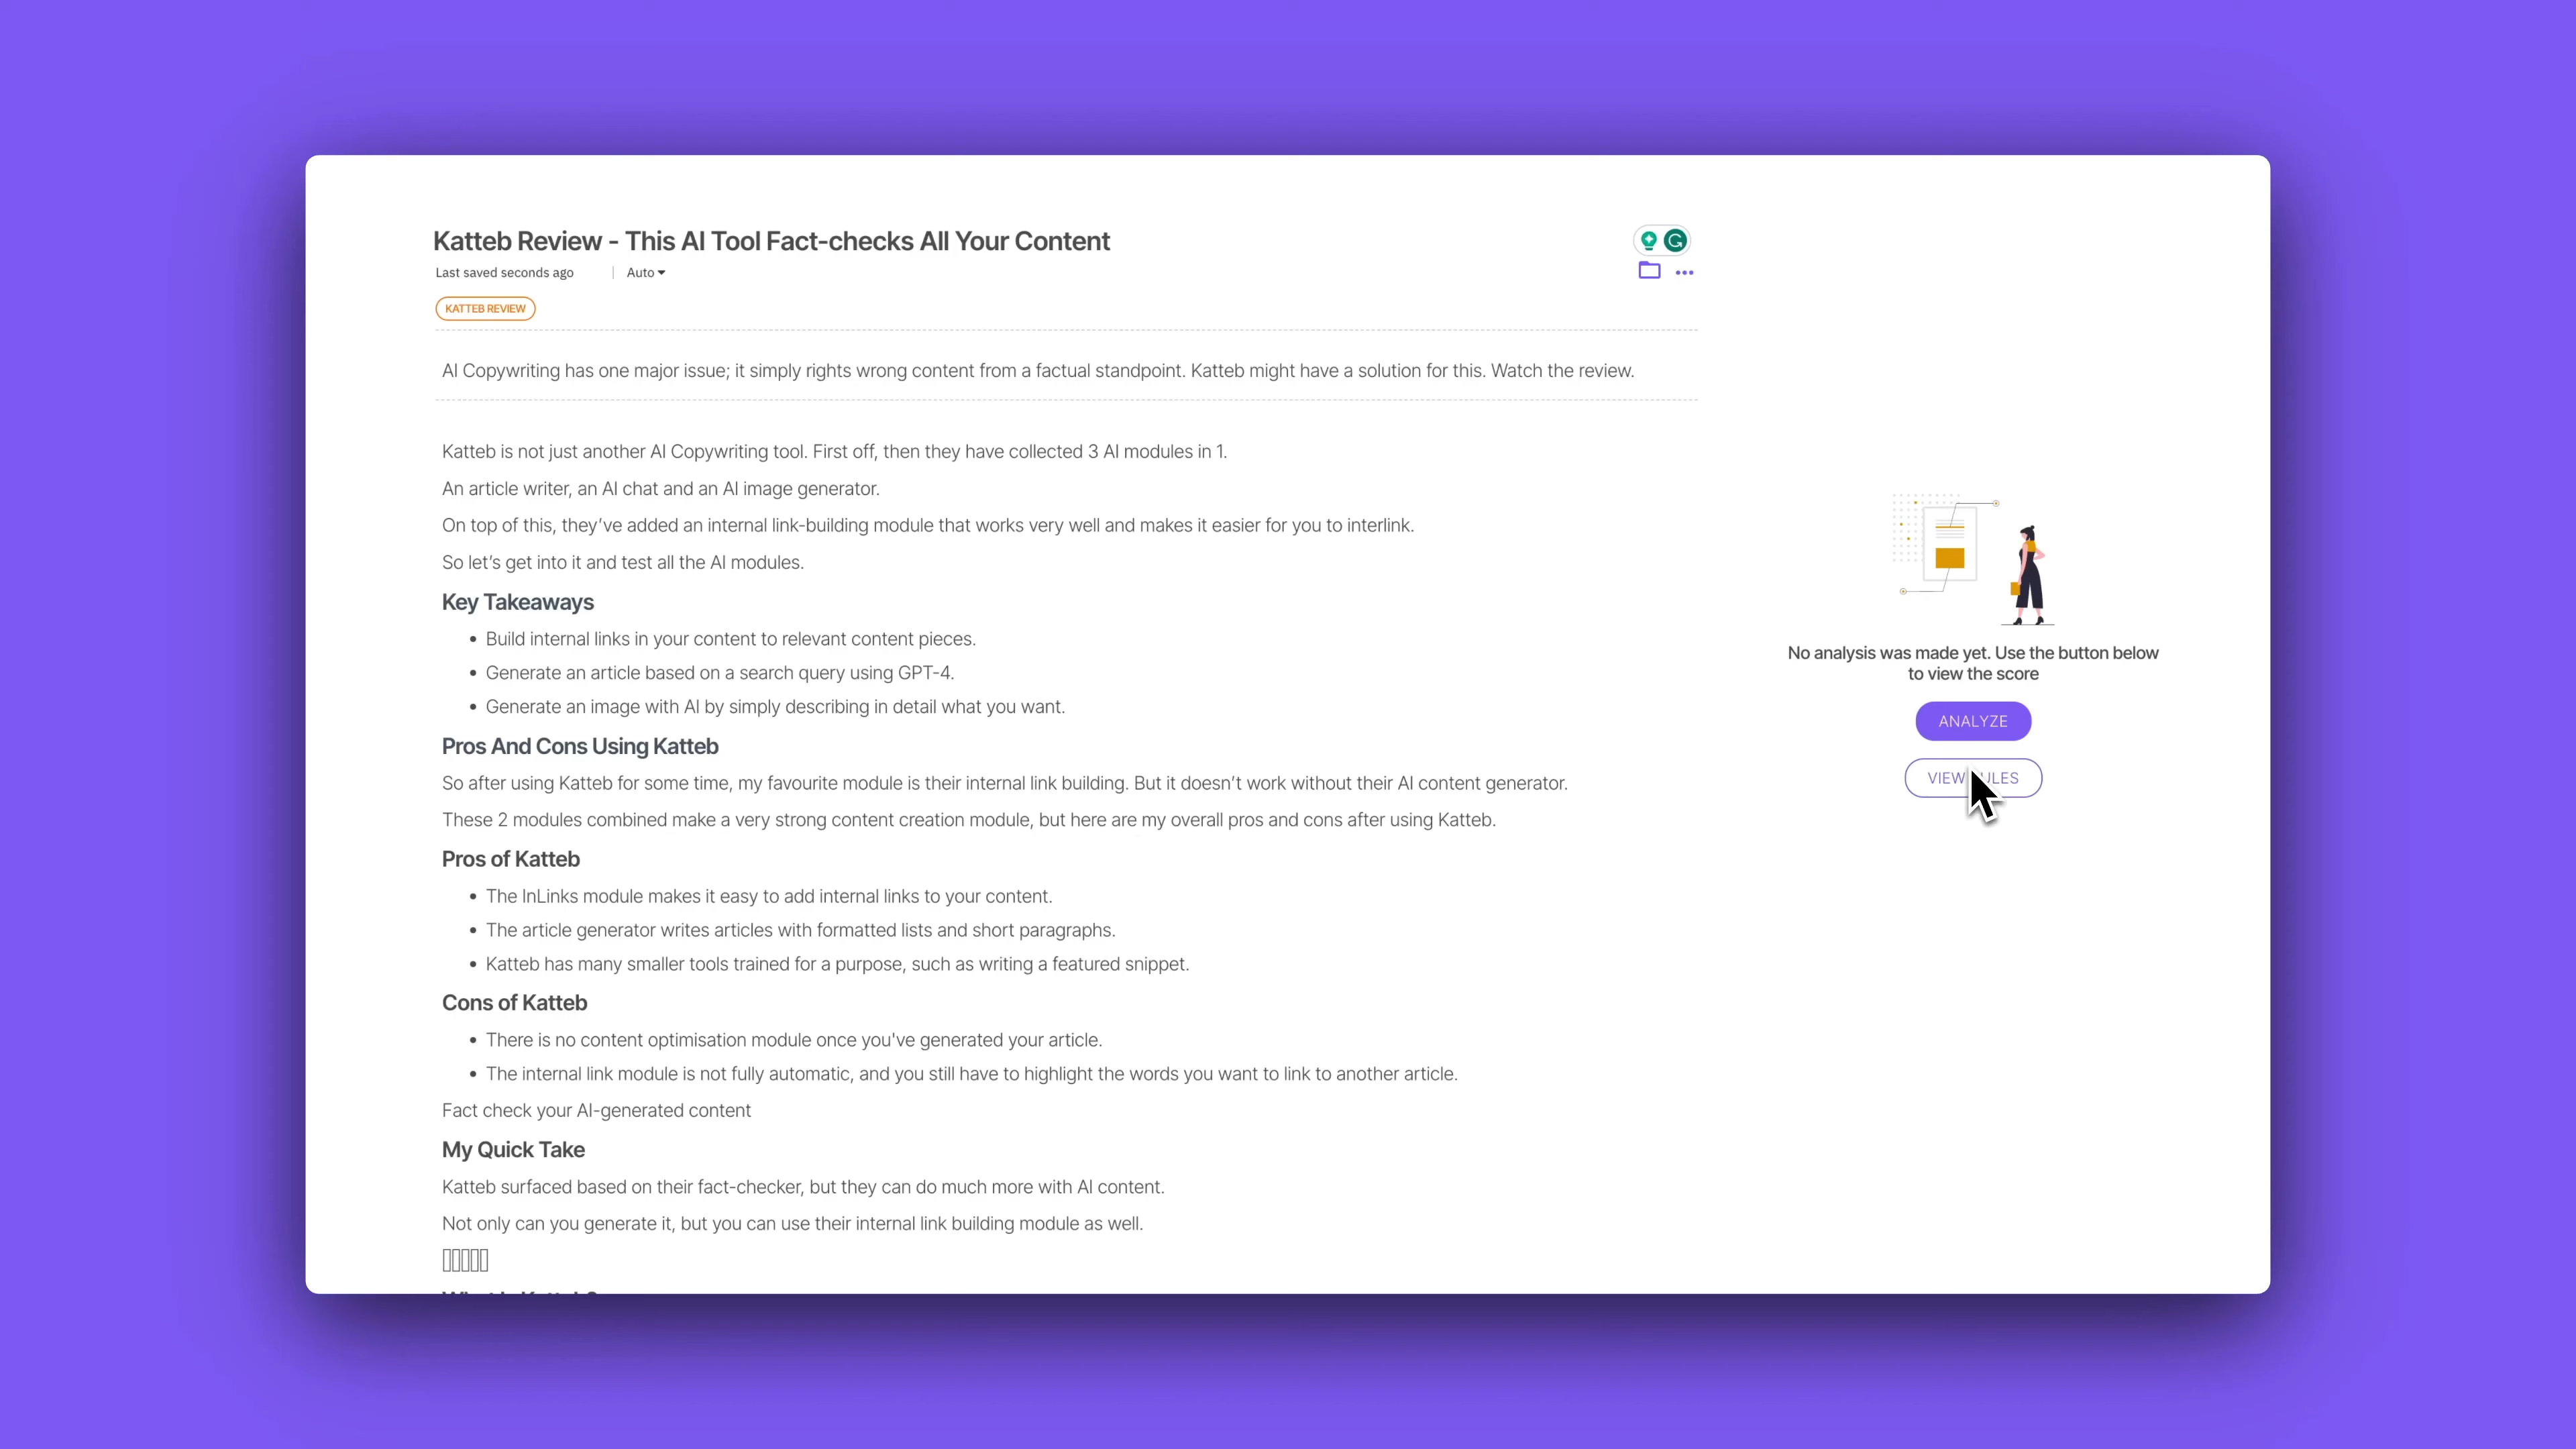 Katteb Review - This AI Tool Fact-checks All Your Content
Last saved seconds ago
Auto
KATTEB REVIEW
AI Copywriting has one major issue; it simply rights wrong content from a factual standpoint. Katteb might have a solution for this. Watch the review.
Katteb is not just another AI Copywriting tool. First off, then they have collected 3 AI modules in 1.
An article writer, an AI chat and an AI image generator.
On top of this, they've added an internal link-building module that works very well and makes it easier for you to interlink.
So let's get into it and test all the AI modules.
Key Takeaways
• Build internal links in your content to relevant content pieces.
• Generate an article based on a search query using GPT-4.
• Generate an image with AI by simply describing in detail what you want.
Pros And Cons Using Katteb
So after using Katteb for some time, my favourite module is their internal link building. But it doesn't work without their AI content generator.
These 2 modules combined make a very strong content creation module, but here are my overall pros and cons after using Katteb.
Pros of Katteb
• The InLinks module makes it easy to add internal links to your content.
• The article generator writes articles with formatted lists and short paragraphs.
• Katteb has many smaller tools trained for a purpose, such as writing a featured snippet.
Cons of Katteb
• There is no content optimisation module once you've generated your article.
• The internal link module is not fully automatic, and you still have to highlight the words you want to link to another article.
Fact check your AI-generated content
My Quick Take
Katteb surfaced based on their fact-checker, but they can do much more with AI content.
Not only can you generate it, but you can use their internal link building module as well.
No analysis was made yet. Use the button below
to view the score
ANALYZE
VIEW